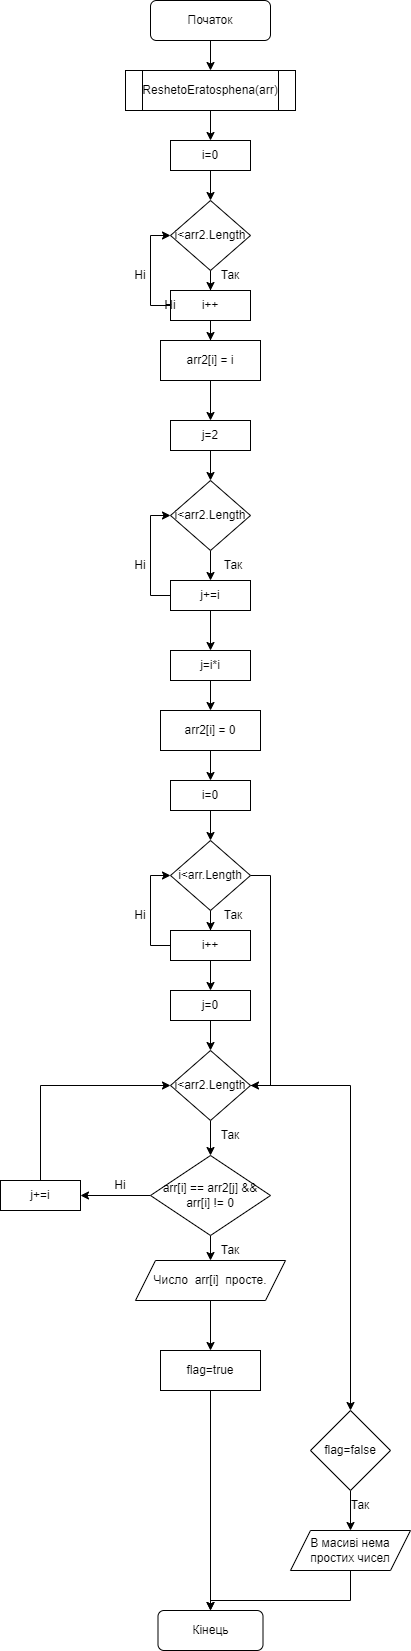 Початок
ReshetoEratosphena(arr)
i=0
i<arr2.Length
Ні
Так
Ні
i++
arr2[i] = i
j=2
i<arr2.Length
Ні
Так
j+=i
j=i*i
arr2[i] = 0
i=0
i<arr.Length
Ні
Так
i++
j=0
i<arr2.Length
Так
arr[i] == arr2[j] &&
arr[i] != 0
Ні
j+=i
Так
Число arr[i] просте.
flag=true
flag=false
Так
В масиві нема
простих чисел
Кінець